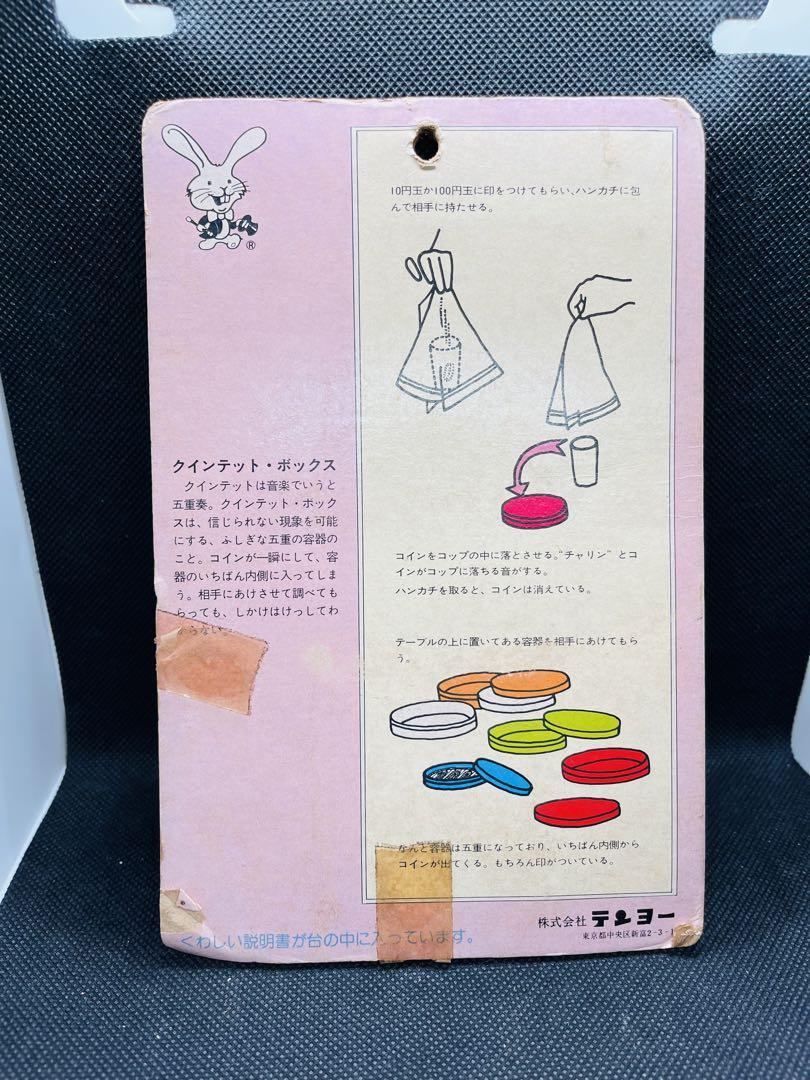 ®
10円玉か100円玉に印をつけてもらい、ハンカチに包
んで相手に持たせる。
クインテット・ボックス
クインテットは音楽でいうと
五重奏。クインテット・ボック
スは、信じられない現象を可能
にする、ふしぎな五重の容器の
こと。コインが一瞬にして、容
器のいちばん内側に入ってしま
う。相手にあけさせて調べても
らっても、しかけはけっしてわ
からない。
コインをコップの中に落とさせる。"チャリン"とコ
インがコップに落ちる音がする。
ハンカチを取ると、コインは消えている。
テーブルの上に置いてある容器を相手にあけてもら
う。
なんと容器は五重になっており、いちばん内側から
コインが出てくる。もちろん印がついている。
くわしい説明書が台の中に入っています。
株式会社 テンヨー
東京都中央区新富2-3-1